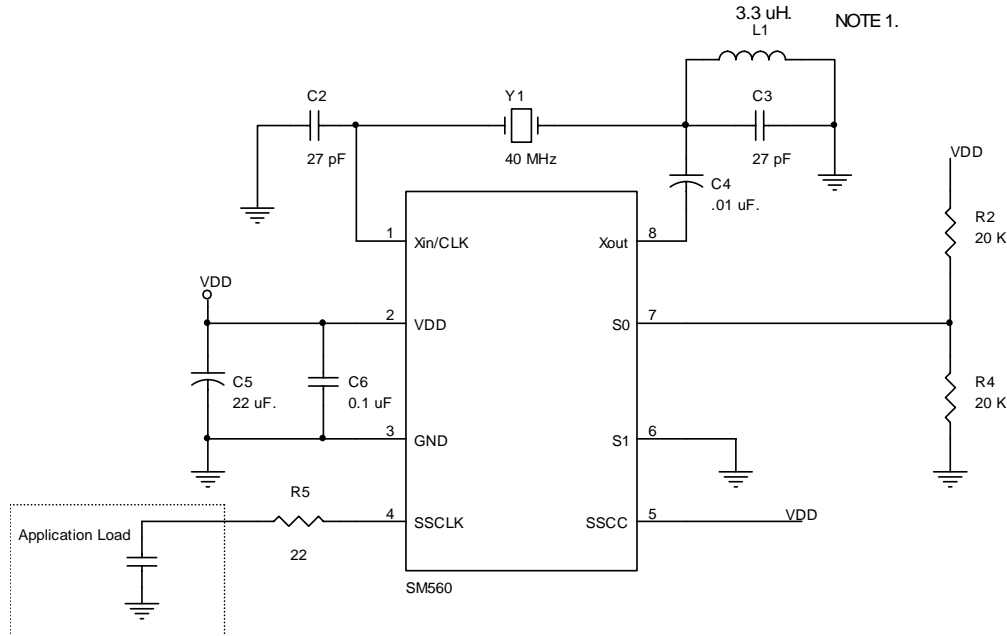 3.3 uH.
L1
NOTE 1.
C2
27 pF
Y1
40 MHz
C3
27 pF
C4
.01 uF.
VDD
R2
20 K
1
Xin/CLK
Xout
8
VDD
2
VDD
S0
7
C5
22 uF.
C6
0.1 uF
R4
20 K
3
GND
S1
6
R5
22
4
SSCLK
SSCC
5
VDD
Application Load
SM560